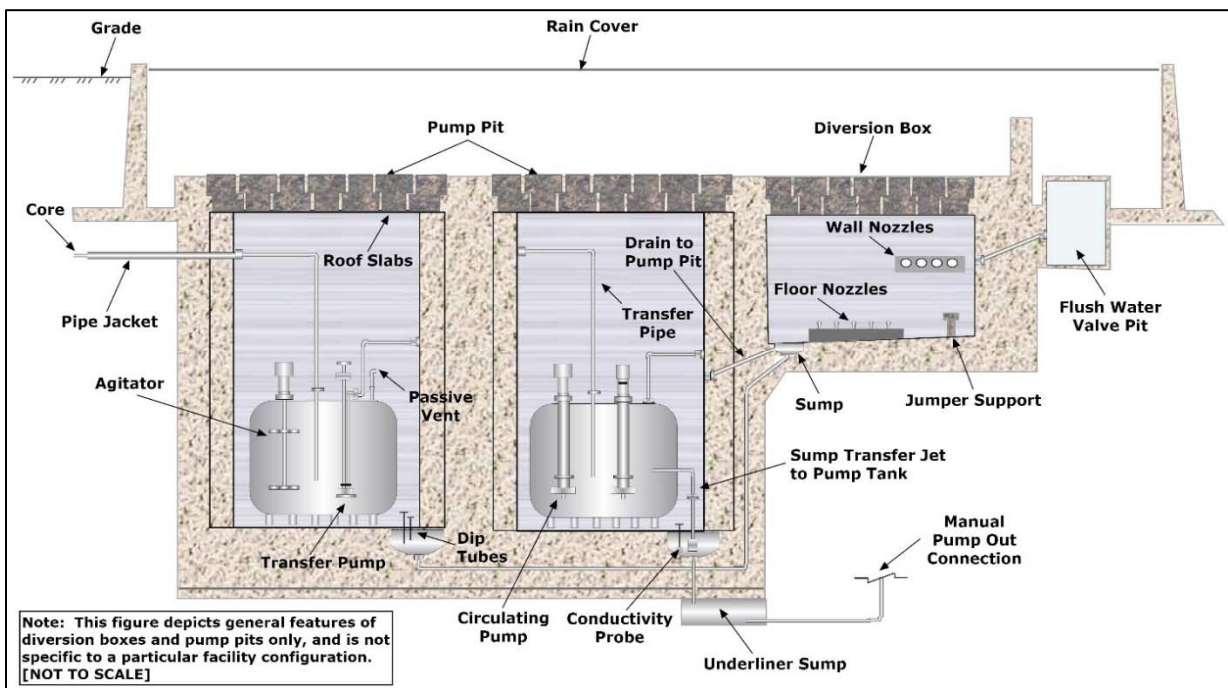 Grade
Rain Cover
Pump Pit
Diversion Box
Core
Roof Slabs
Drain to
Pump Pit
Wall Nozzles
Pipe Jacket
Transfer
Pipe
Floor Nozzles
Flush Water
Valve Pit
Agitator
Passive
Vent
Sump
Jumper Support
Sump Transfer Jet
to Pump Tank
Transfer Pump
Dip
Tubes
Manual
Pump Out
Connection
Circulating
Pump
Conductivity
Probe
Underliner Sump
Note: This figure depicts general features of
diversion boxes and pump pits only, and is not
specific to a particular facility configuration.
[NOT TO SCALE]